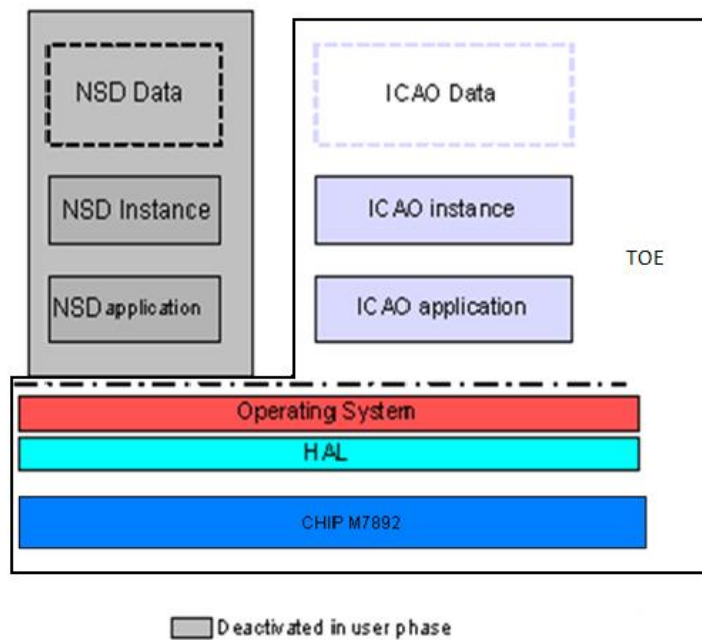 NSD Data
ICAO Data
NSD Instance
ICAO instance
TOE
NSD application
ICAO application
Operating System
HAL
CHIP M7892
Deactivated in user phase